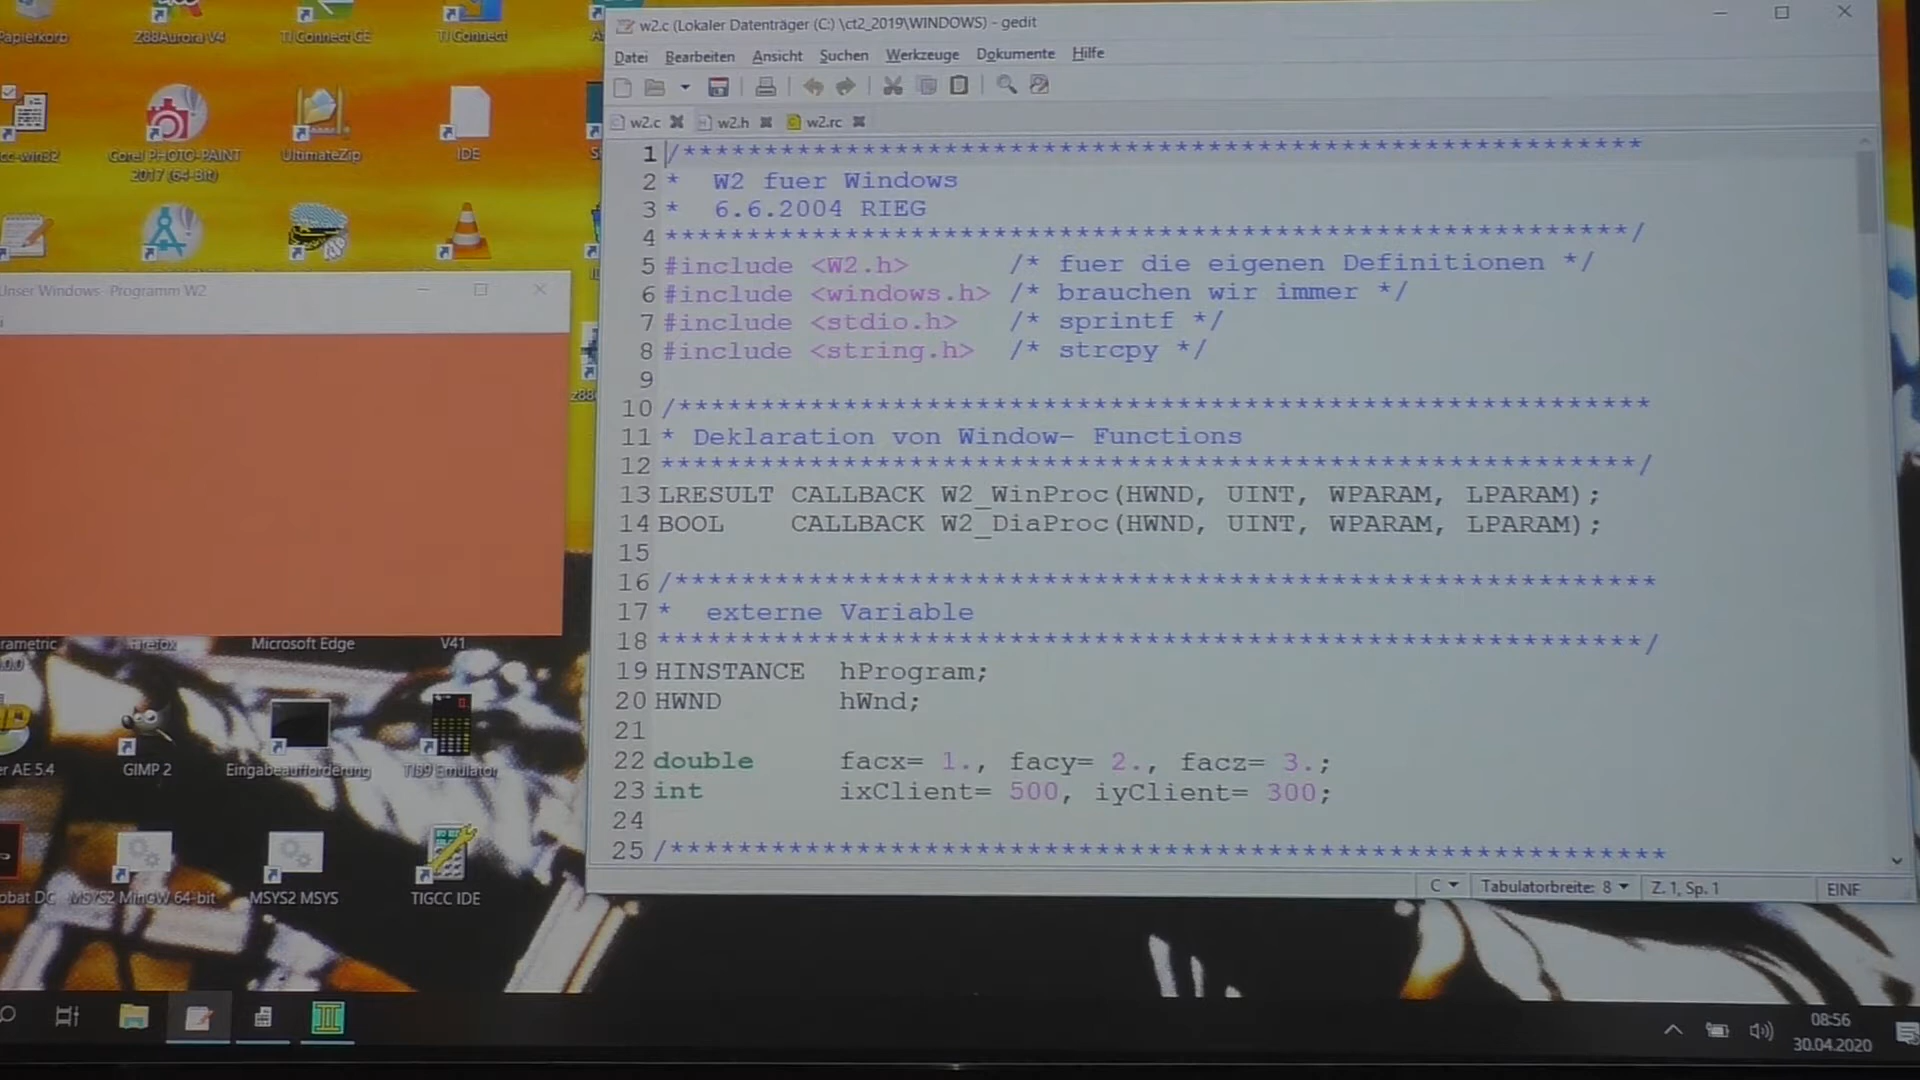 Papierkorb
Z88Aurora V4
TI Connect CE
TI Connect
Corel PHOTO-PAINT
2017 (64-Bit)
UltimateZip
IDE
Unser Windows- Programm W2
Microsoft Edge
V41
GIMP 2
Eingabeaufforderung
TI89 Emulator
MSYS2 MinGW 64-bit
MSYS2 MSYS
TIGCC IDE
w2.c (Lokaler Datenträger (C:) \ct2_2019\WINDOWS) - gedit
Datei Bearbeiten Ansicht Suchen Werkzeuge Dokumente Hilfe
w2.c w2.h w2.rc
1 /***********************************************************
2 * W2 fuer Windows
3 * 6.6.2004 RIEG
4 ***********************************************************/
5 #include <W2.h> /* fuer die eigenen Definitionen */
6 #include <windows.h> /* brauchen wir immer */
7 #include <stdio.h> /* sprintf */
8 #include <string.h> /* strcpy */
9
10 /***********************************************************
11 * Deklaration von Window- Functions
12 ***********************************************************/
13 LRESULT CALLBACK W2_WinProc(HWND, UINT, WPARAM, LPARAM);
14 BOOL CALLBACK W2_DiaProc(HWND, UINT, WPARAM, LPARAM);
15
16 /***********************************************************
17 * externe Variable
18 ***********************************************************/
19 HINSTANCE hProgram;
20 HWND hWnd;
21
22 double facx= 1., facy= 2., facz= 3.;
23 int ixClient= 500, iyClient= 300;
24
25 /***********************************************************
C Tabulatorbreite: 8 Z. 1, Sp. 1 EINF
08:56
30.04.2020